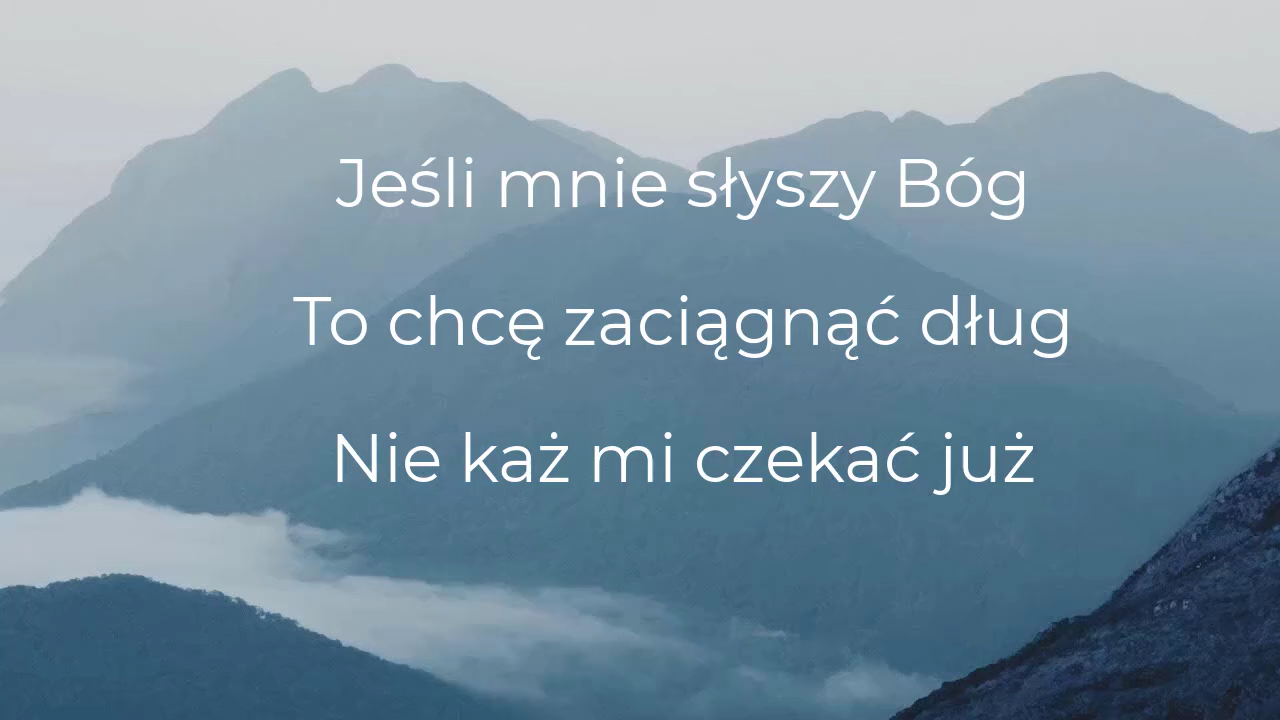 Jeśli mnie słyszy Bóg
To chcę zaciągnąć dług
Nie każ mi czekać już